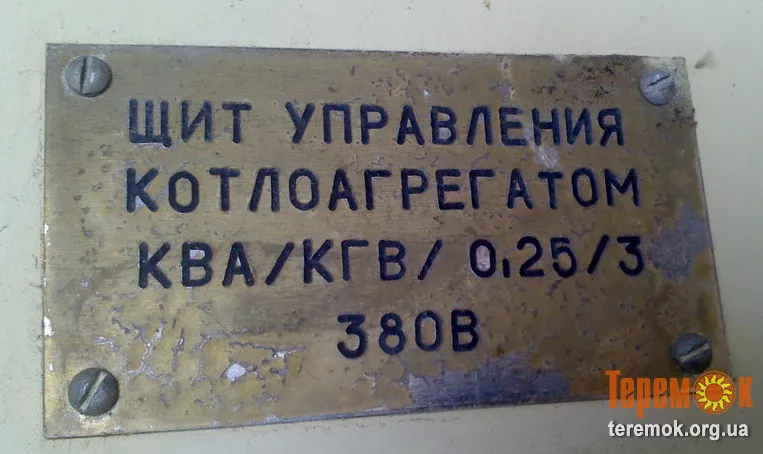 ЩИТ УПРАВЛЕНИЯ
КОТЛОАГРЕГАТОМ
КВА/КГВ/ 0,25/3
380В
Теремок
teremok.org.ua